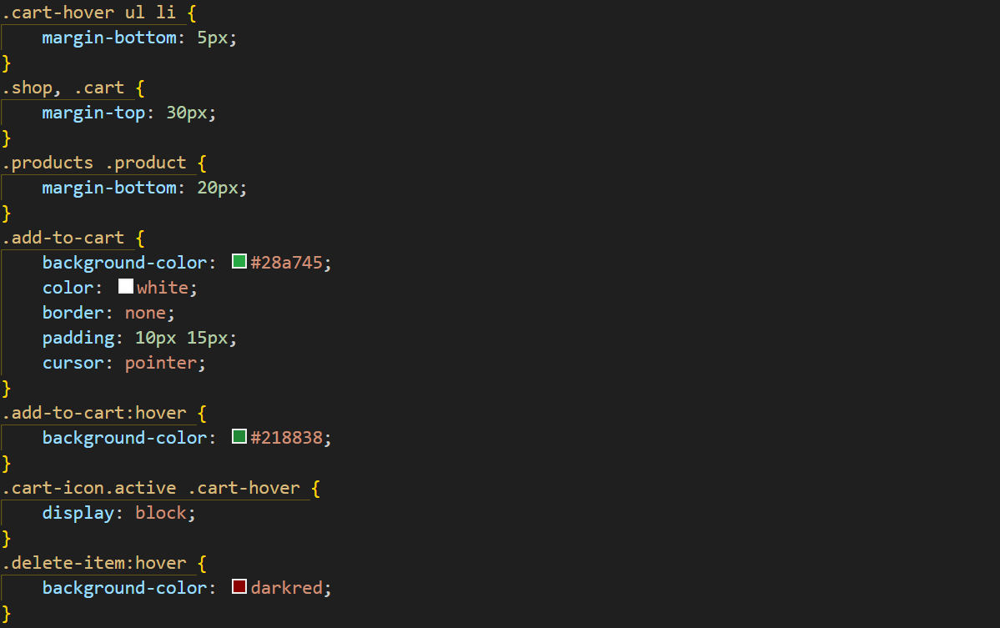 .cart-hover ul li {
    margin-bottom: 5px;
}
.shop, .cart {
    margin-top: 30px;
}
.products .product {
    margin-bottom: 20px;
}
.add-to-cart {
    background-color: #28a745;
    color: white;
    border: none;
    padding: 10px 15px;
    cursor: pointer;
}
.add-to-cart:hover {
    background-color: #218838;
}
.cart-icon.active .cart-hover {
    display: block;
}
.delete-item:hover {
    background-color: darkred;
}